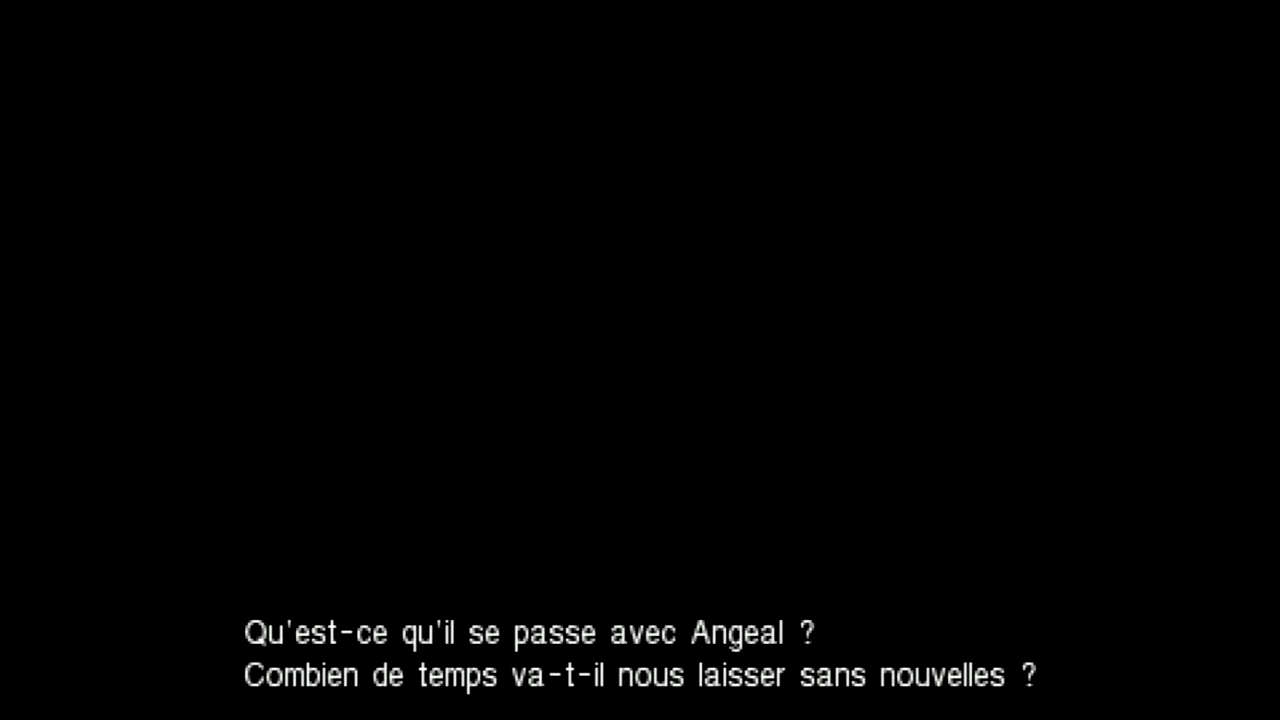 Qu'est-ce qu'il se passe avec Angeal ?
Combien de temps va-t-il nous laisser sans nouvelles ?